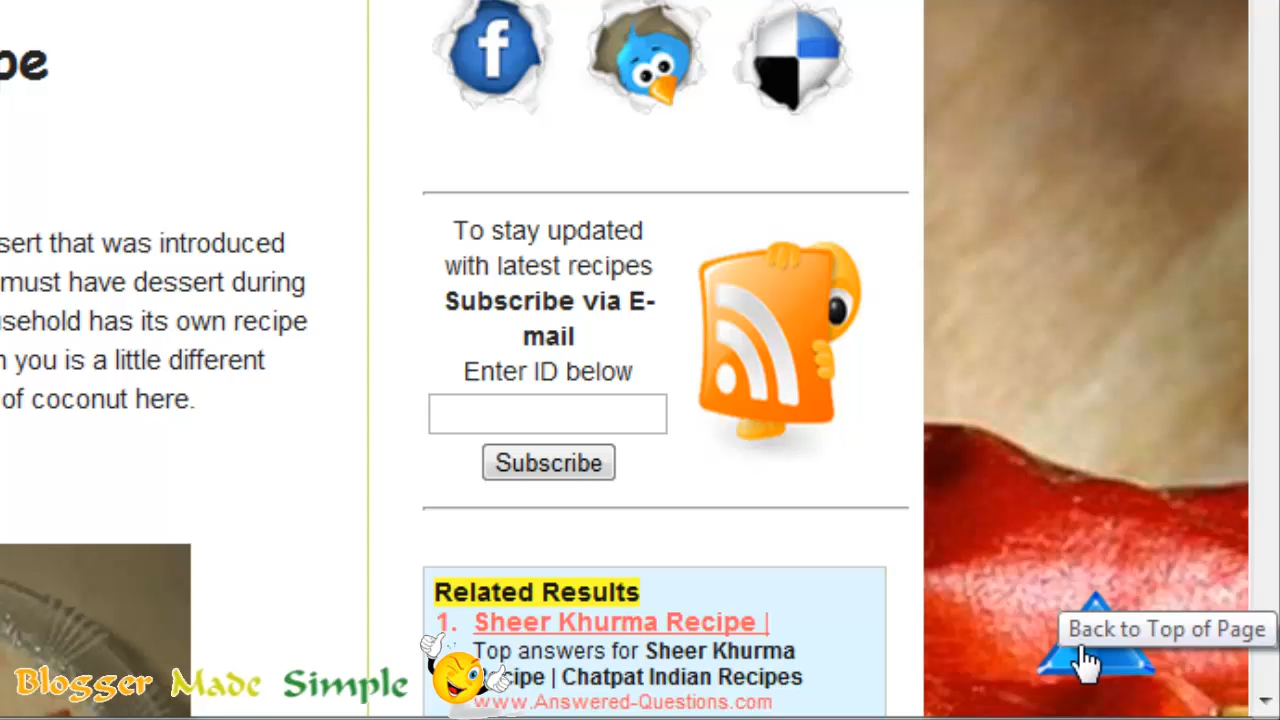 pe
f
sert that was introduced
must have dessert during
usehold has its own recipe
n you is a little different
of coconut here.
To stay updated
with latest recipes
Subscribe via E-
mail
Enter ID below
Subscribe
Related Results
1. Sheer Khurma Recipe |
Top answers for Sheer Khurma
Recipe | Chatpat Indian Recipes
www.Answered-Questions.com
Back to Top of Page
Blogger Made Simple